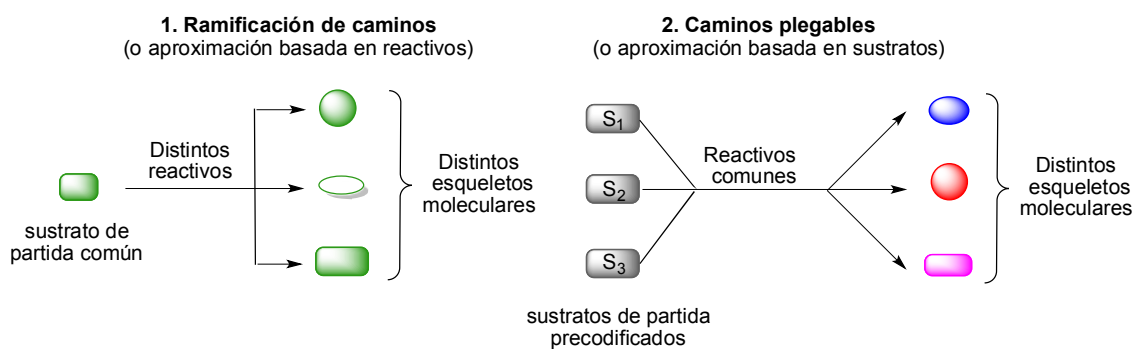 1. Ramificación de caminos
(o aproximación basada en reactivos)
Distintos
reactivos
sustrato de
partida común
Distintos
esqueletos
moleculares
2. Caminos plegables
(o aproximación basada en sustratos)
S1
S2
S3
Reactivos
comunes
sustratos de partida
precodificados
Distintos
esqueletos
moleculares